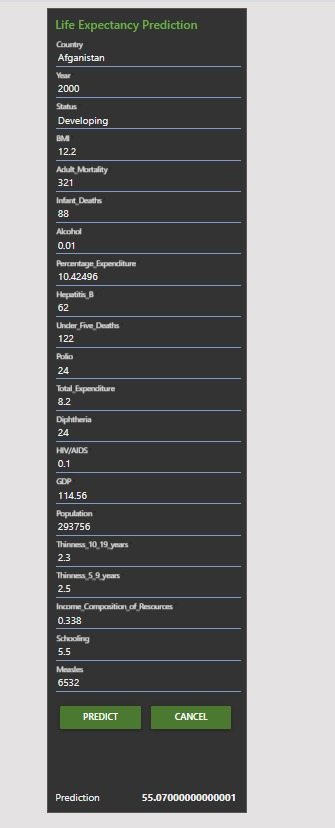 Life Expectancy Prediction
Country
Afganistan
Year
2000
Status
Developing
BMI
12.2
Adult_Mortality
321
Infant_Deaths
88
Alcohol
0.01
Percentage_Expenditure
10.42496
Hepatitis_B
62
Under_Five_Deaths
122
Polio
24
Total_Expenditure
8.2
Diphtheria
24
HIV/AIDS
0.1
GDP
114.56
Population
293756
Thinness_10_19_years
2.3
Thinness_5_9_years
2.5
Income_Composition_of_Resources
0.338
Schooling
5.5
Measles
6532
PREDICT CANCEL
Prediction 55.07000000000001